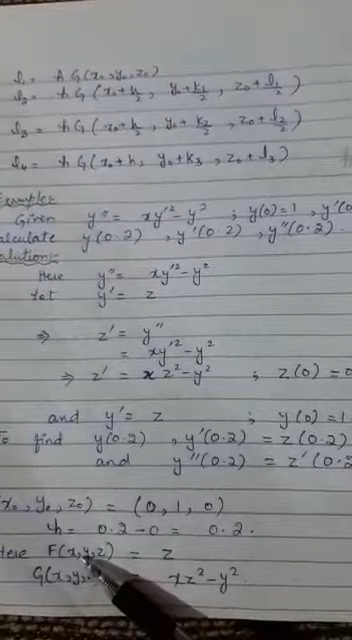 l₁ = h G(x₀, y₀, z₀)
l₂ = h G(x₀+h/2, y₀+k₁/2, z₀+l₁/2)
l₃ = h G(x₀+h/2, y₀+k₂/2, z₀+l₂/2)
l₄ = h G(x₀+h, y₀+k₃, z₀+l₃)
Example:
Given y'' = xy'² - y² ; y(0)=1, y'(0
alculate y(0.2), y'(0.2), y''(0.2).
olution:
Here y'' = xy'² - y²
Let y' = z
⇒ z' = y''
= xy'² - y²
⇒ z' = x z² - y² ; z(0) = 0
and y' = z ; y(0) = 1
To find y(0.2), y'(0.2) = z(0.2)
and y''(0.2) = z'(0.2
x₀, y₀, z₀) = (0, 1, 0)
h = 0.2 - 0 = 0.2.
Here F(x,y,z) = z
G(x,y, xz² - y².